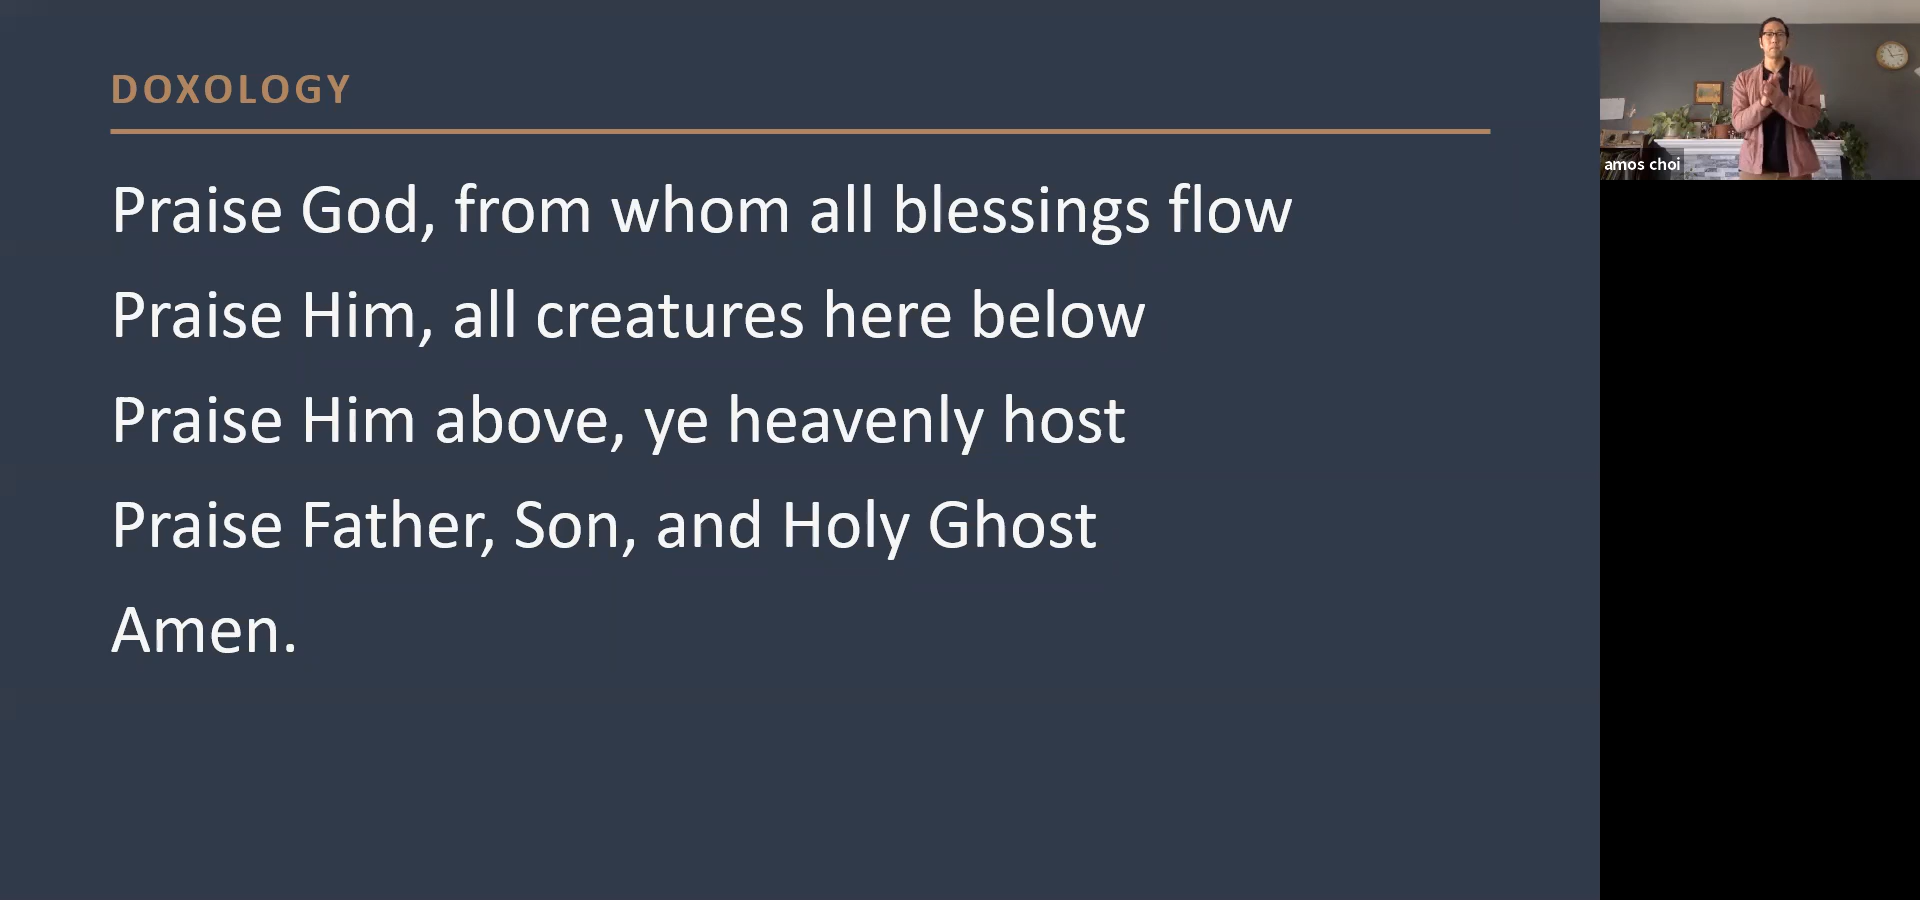 DOXOLOGY
Praise God, from whom all blessings flow
Praise Him, all creatures here below
Praise Him above, ye heavenly host
Praise Father, Son, and Holy Ghost
Amen.
amos choi